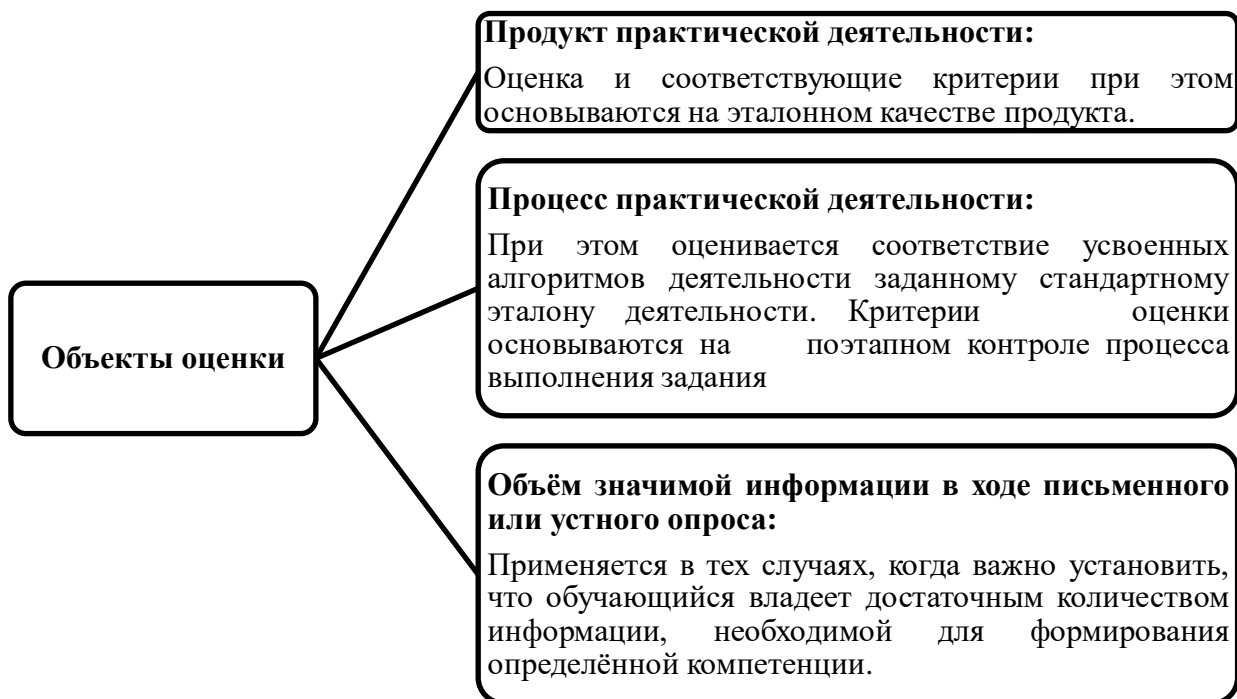 Объекты оценки
Продукт практической деятельности:
Оценка и соответствующие критерии при этом
основываются на эталонном качестве продукта.
Процесс практической деятельности:
При этом оценивается соответствие усвоенных
алгоритмов деятельности заданному стандартному
эталону деятельности. Критерии оценки
основываются на поэтапном контроле процесса
выполнения задания
Объём значимой информации в ходе письменного
или устного опроса:
Применяется в тех случаях, когда важно установить,
что обучающийся владеет достаточным количеством
информации, необходимой для формирования
определённой компетенции.